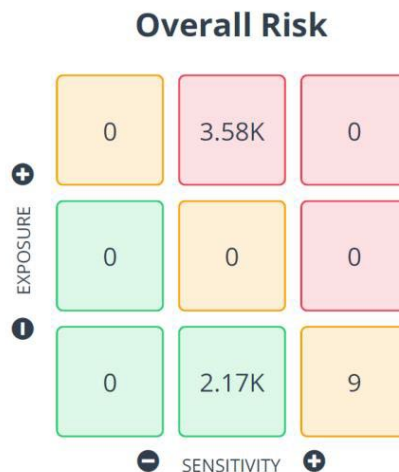 Overall Risk
0 3.58K 0
EXPOSURE
0 0 0
0 2.17K 9
SENSITIVITY